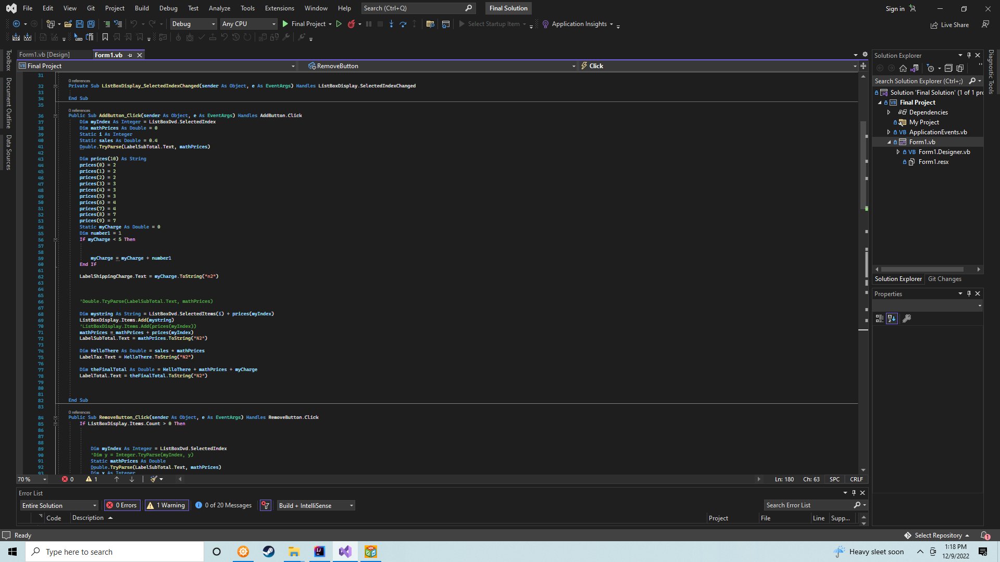 File Edit View Git Project Build Debug Test Analyze Tools Extensions Window Help Search (Ctrl+Q) Final Solution Sign in
Debug Any CPU Final Project Select Startup Item Application Insights Live Share
Toolbox
Document Outline
Data Sources
Form1.vb [Design] Form1.vb
Final Project RemoveButton Click
31
0 references
32 Private Sub ListBoxDisplay_SelectedIndexChanged(sender As Object, e As EventArgs) Handles ListBoxDisplay.SelectedIndexChanged
33
34 End Sub
35
0 references
36 Public Sub AddButton_Click(sender As Object, e As EventArgs) Handles AddButton.Click
37 Dim myIndex As Integer = ListBoxDvd.SelectedIndex
38 Dim mathPrices As Double = 0
39 Static i As Integer
40 Static sales As Double = 0.4
41 Double.TryParse(LabelSubTotal.Text, mathPrices)
42
43 Dim prices(10) As String
44 prices(0) = 2
45 prices(1) = 2
46 prices(2) = 2
47 prices(3) = 3
48 prices(4) = 3
49 prices(5) = 3
50 prices(6) = 4
51 prices(7) = 4
52 prices(8) = 7
53 prices(9) = 7
54 Static myCharge As Double = 0
55 Dim number1 = 1
56 If myCharge < 5 Then
57
58
59 myCharge = myCharge + number1
60 End If
61
62 LabelShippingCharge.Text = myCharge.ToString("n2")
63
64
65
66 'Double.TryParse(LabelSubTotal.Text, mathPrices)
67
68 Dim mystring As String = ListBoxDvd.SelectedItems(i) + prices(myIndex)
69 ListBoxDisplay.Items.Add(mystring)
70 'ListBoxDisplay.Items.Add(prices(myIndex))
71 mathPrices = mathPrices + prices(myIndex)
72 LabelSubTotal.Text = mathPrices.ToString("N2")
73
74 Dim HelloThere As Double = sales * mathPrices
75 LabelTax.Text = HelloThere.ToString("N2")
76
77 Dim theFinalTotal As Double = HelloThere + mathPrices + myCharge
78 LabelTotal.Text = theFinalTotal.ToString("N2")
79
80
81
82 End Sub
83
0 references
84 Public Sub RemoveButton_Click(sender As Object, e As EventArgs) Handles RemoveButton.Click
85 If ListBoxDisplay.Items.Count > 0 Then
86
87
88
89 Dim myIndex As Integer = ListBoxDvd.SelectedIndex
90 'Dim y = Integer.TryParse(myIndex, y)
91 Static mathPrices As Double
92 Double.TryParse(LabelSubTotal.Text, mathPrices)
93 Dim x As Integer
70 % 0 1 Ln: 180 Ch: 63 SPC CRLF
Error List
Entire Solution 0 Errors 1 Warning 0 of 20 Messages Build + IntelliSense Search Error List
Code Description Project File Line Supp...
Solution Explorer
Search Solution Explorer (Ctrl+;)
Solution 'Final Solution' (1 of 1 pro
VB Final Project
Dependencies
My Project
VB ApplicationEvents.vb
Form1.vb
VB Form1.Designer.vb
Form1.resx
Solution Explorer Git Changes
Properties
Diagnostic Tools
Ready Select Repository 1
Type here to search Heavy sleet soon 1:18 PM
12/9/2022